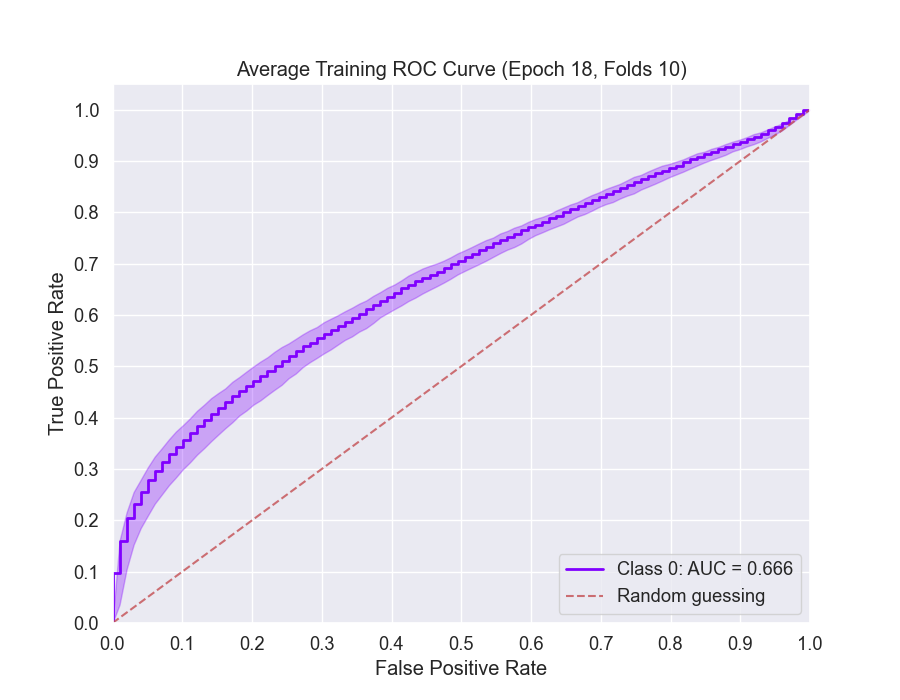 Average Training ROC Curve (Epoch 18, Folds 10)
True Positive Rate
1.0
0.9
0.8
0.7
0.6
0.5
0.4
0.3
0.2
0.1
0.0
Class 0: AUC = 0.666
Random guessing
0.0 0.1 0.2 0.3 0.4 0.5 0.6 0.7 0.8 0.9 1.0
False Positive Rate